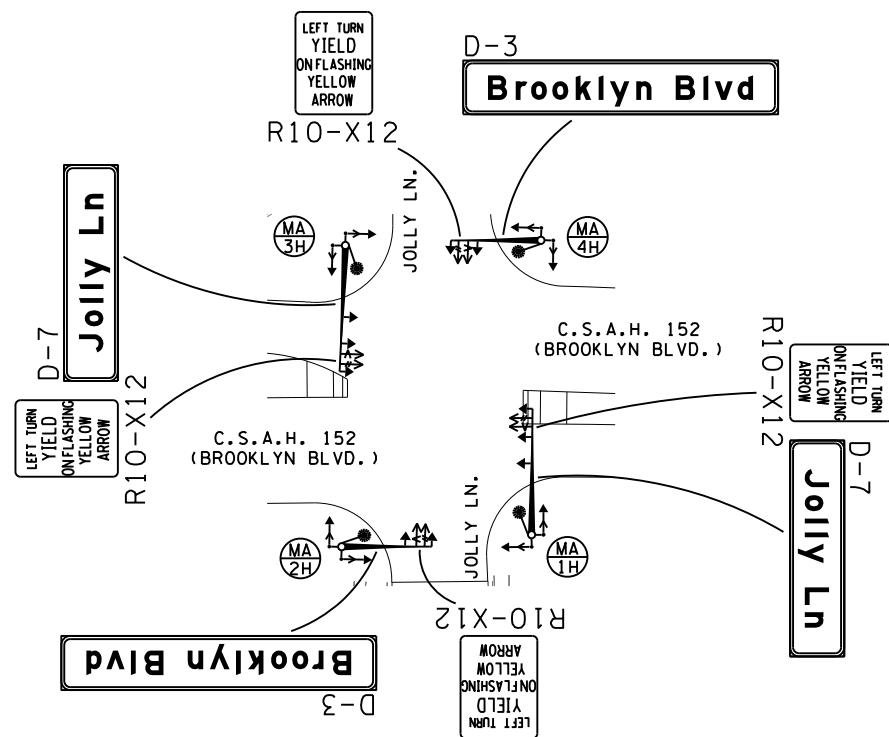 LEFT TURN
YIELD
ON FLASHING
YELLOW
ARROW
R10-X12
D-3
Brooklyn Blvd
Jolly Ln
D-7
MA
3H
JOLLY LN.
MA
4H
C.S.A.H. 152
(BROOKLYN BLVD.)
R10-X12
LEFT TURN
YIELD
ON FLASHING
YELLOW
ARROW
LEFT TURN
YIELD
ON FLASHING
YELLOW
ARROW
R10-X12
C.S.A.H. 152
(BROOKLYN BLVD.)
D-7
Jolly Ln
JOLLY LN.
MA
2H
MA
1H
R10-X12
Brooklyn Blvd
D-3
LEFT TURN
YIELD
ON FLASHING
YELLOW
ARROW